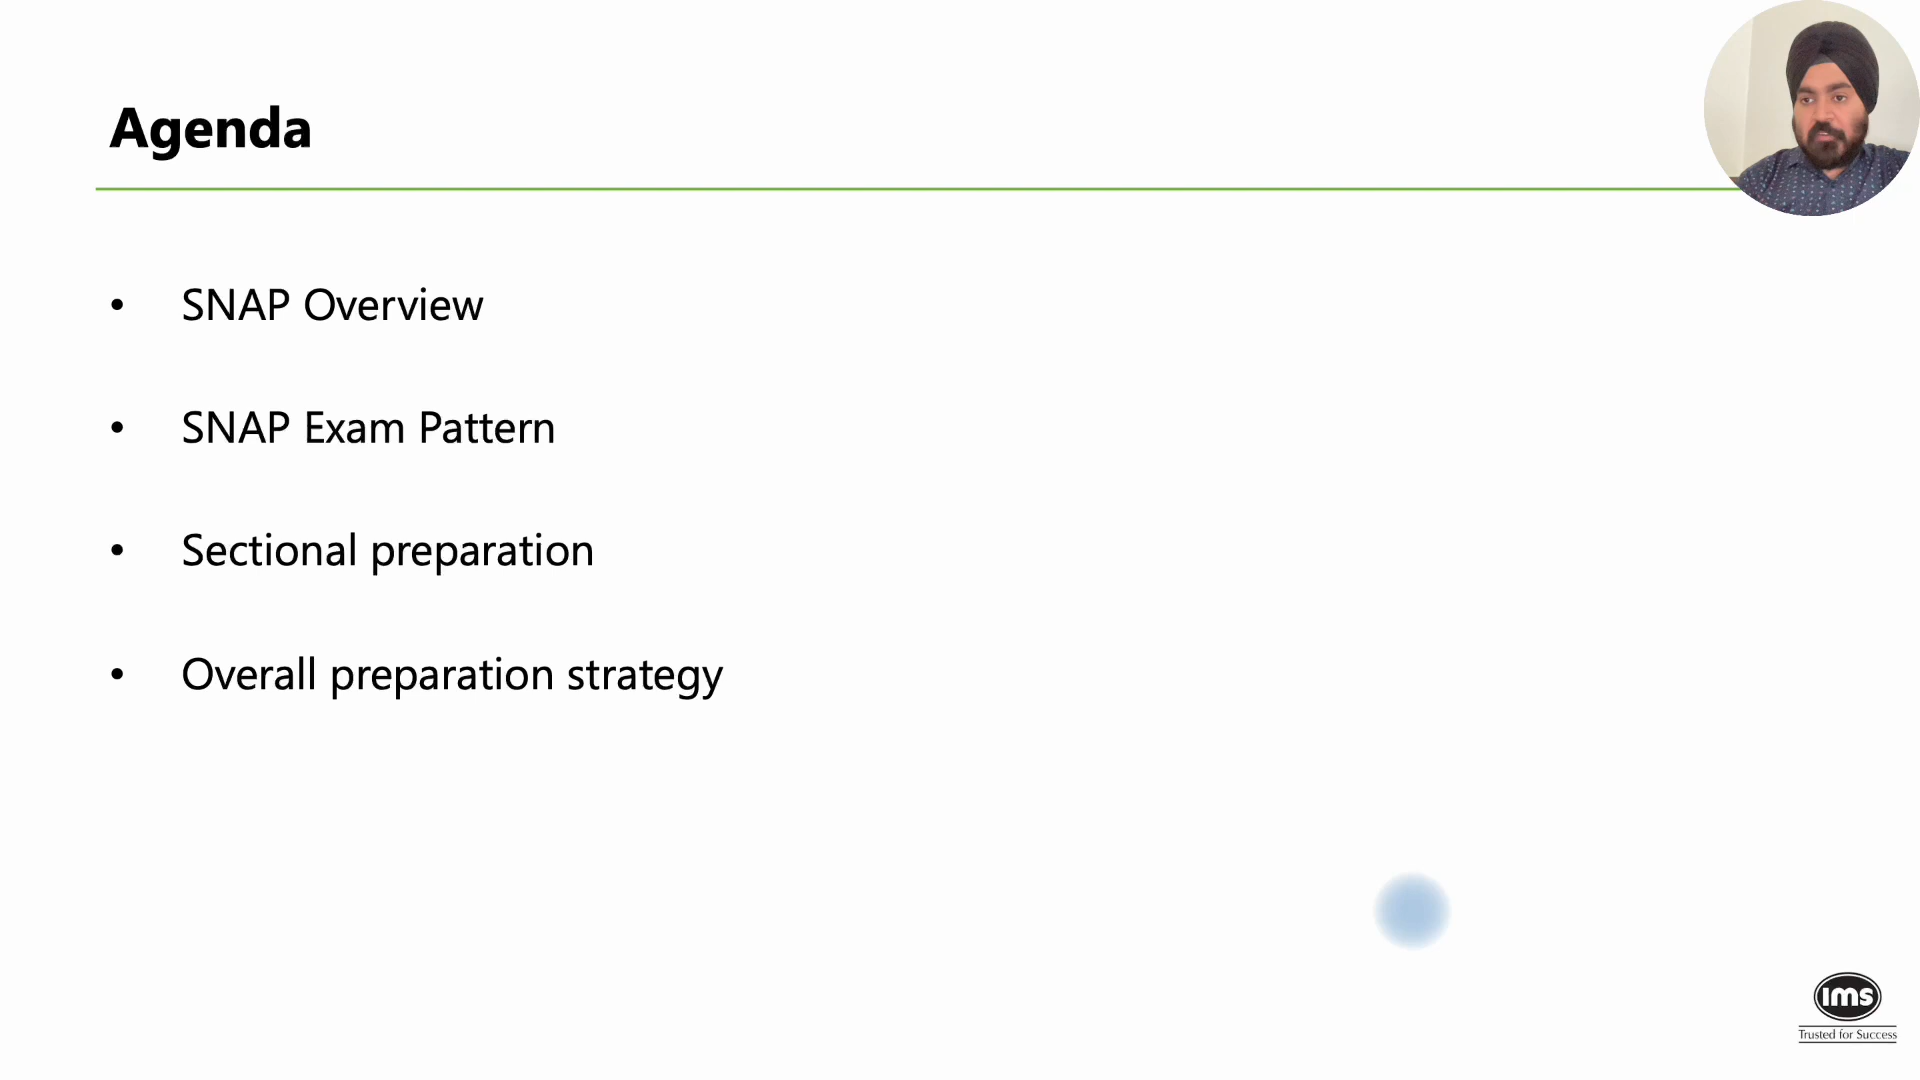 Agenda
• SNAP Overview
• SNAP Exam Pattern
• Sectional preparation
• Overall preparation strategy
ims
Trusted for Success